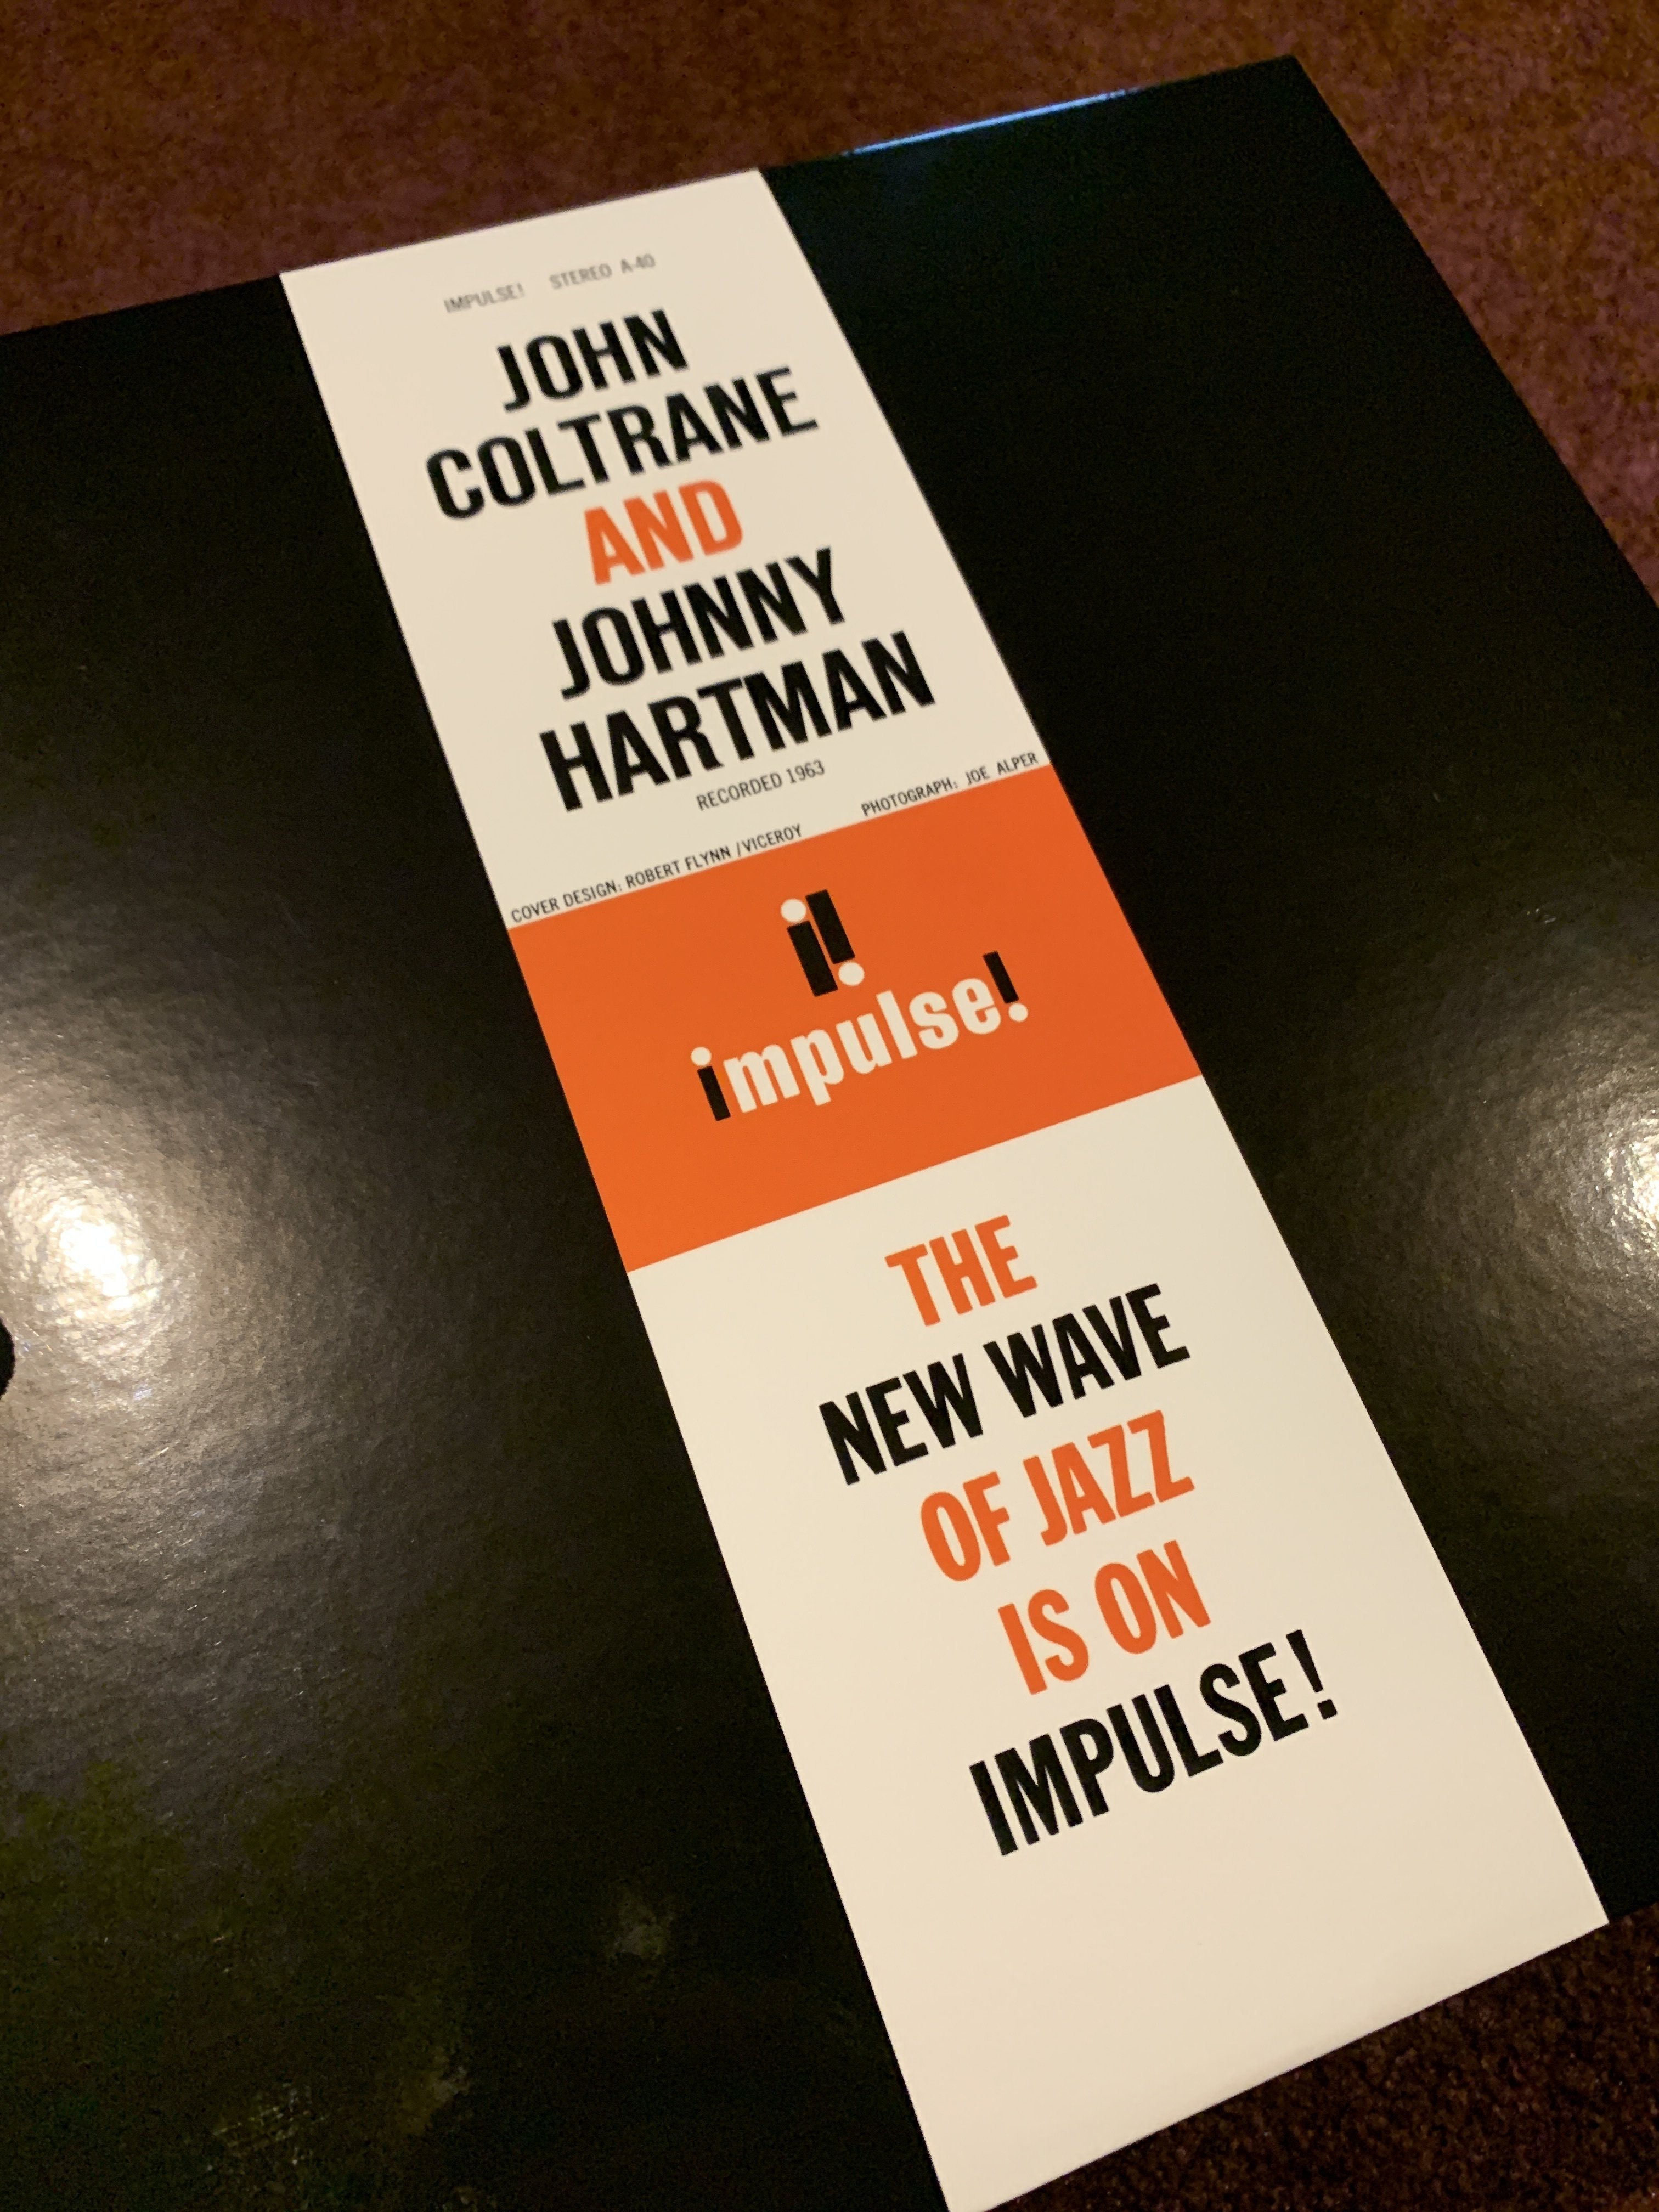 IMPULSE! STEREO A-40
JOHN
COLTRANE
AND
JOHNNY
HARTMAN
RECORDED 1963
COVER DESIGN: ROBERT FLYNN / VICEROY PHOTOGRAPH: JOE ALPER
i!
impulse!
THE
NEW WAVE
OF JAZZ
IS ON
IMPULSE!